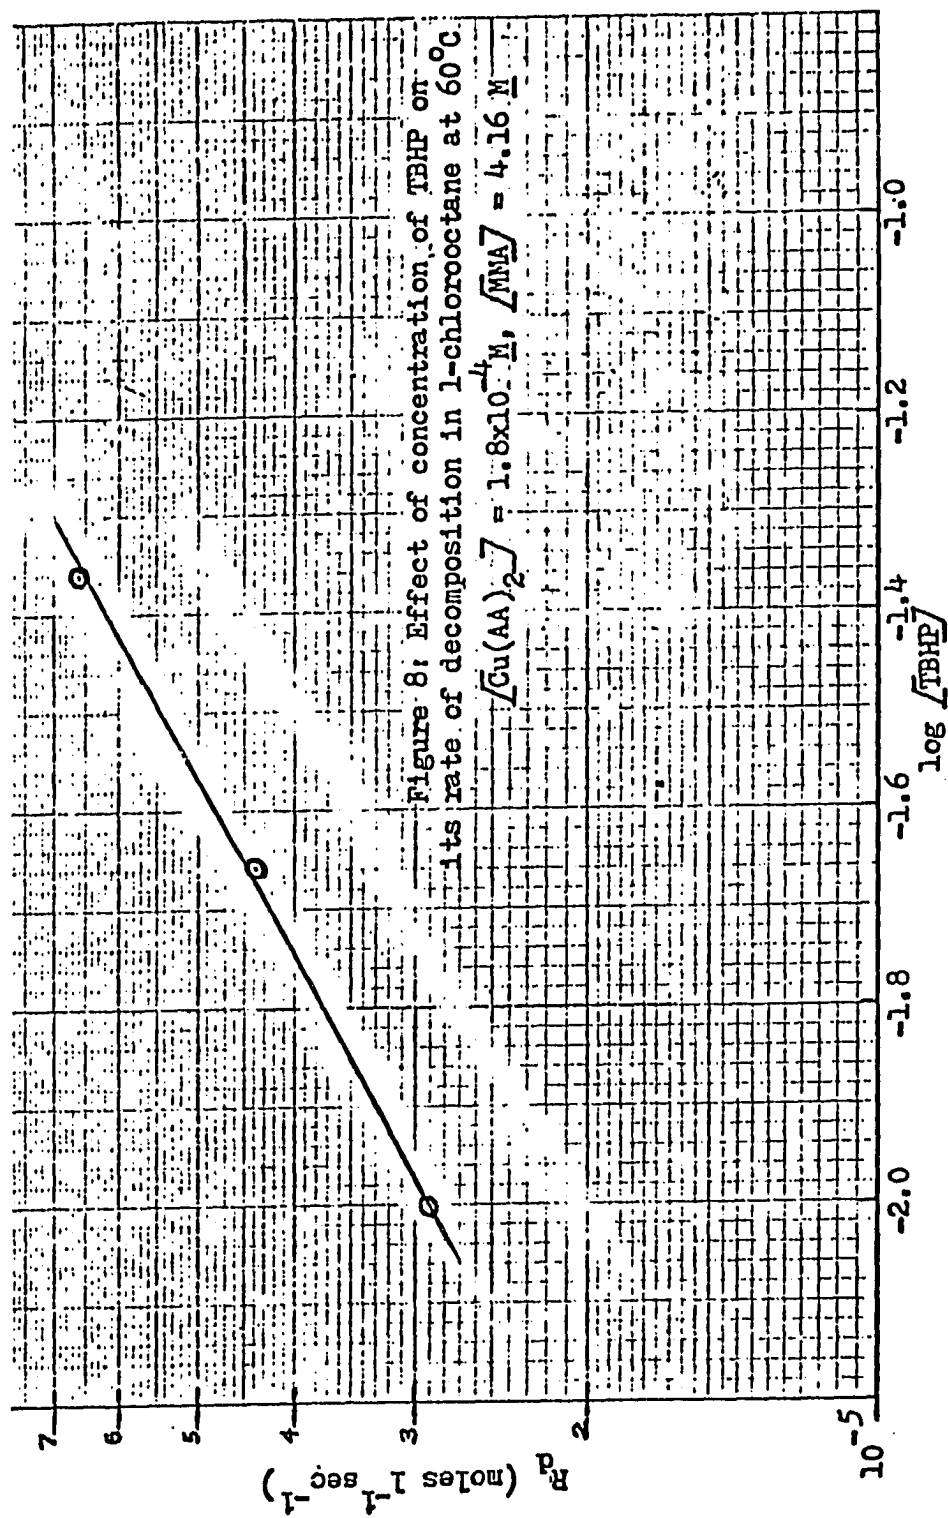 Figure 8: Effect of concentration of TBHP on
its rate of decomposition in 1-chlorooctane at 60°C.
[Cu(AA)2] = 1.8x10-4 M, [MMA] = 4.16 M
7
6
5
4
3
2
10-5
Rd (moles l-1 sec-1)
-2.0 -1.8 -1.6 -1.4 -1.2 -1.0
log [TBHP]